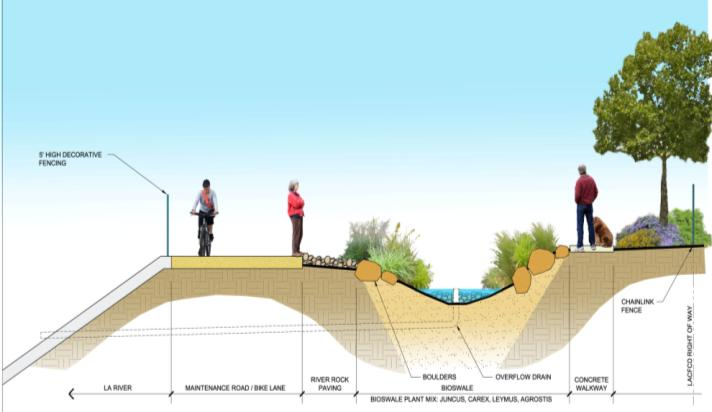 5' HIGH DECORATIVE
FENCING
CHAINLINK
FENCE
LACFCD RIGHT OF WAY
BOULDERS
OVERFLOW DRAIN
LA RIVER
MAINTENANCE ROAD / BIKE LANE
RIVER ROCK
PAVING
BIOSWALE
CONCRETE
WALKWAY
BIOSWALE PLANT MIX: JUNCUS, CAREX, LEYMUS, AGROSTIS